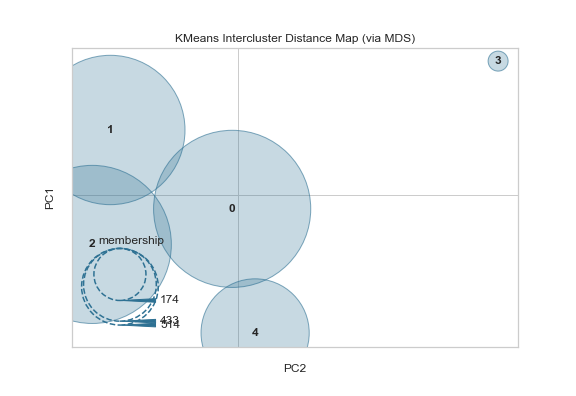 KMeans Intercluster Distance Map (via MDS)
3
1
PC1
0
2 membership
174
433
514
4
PC2